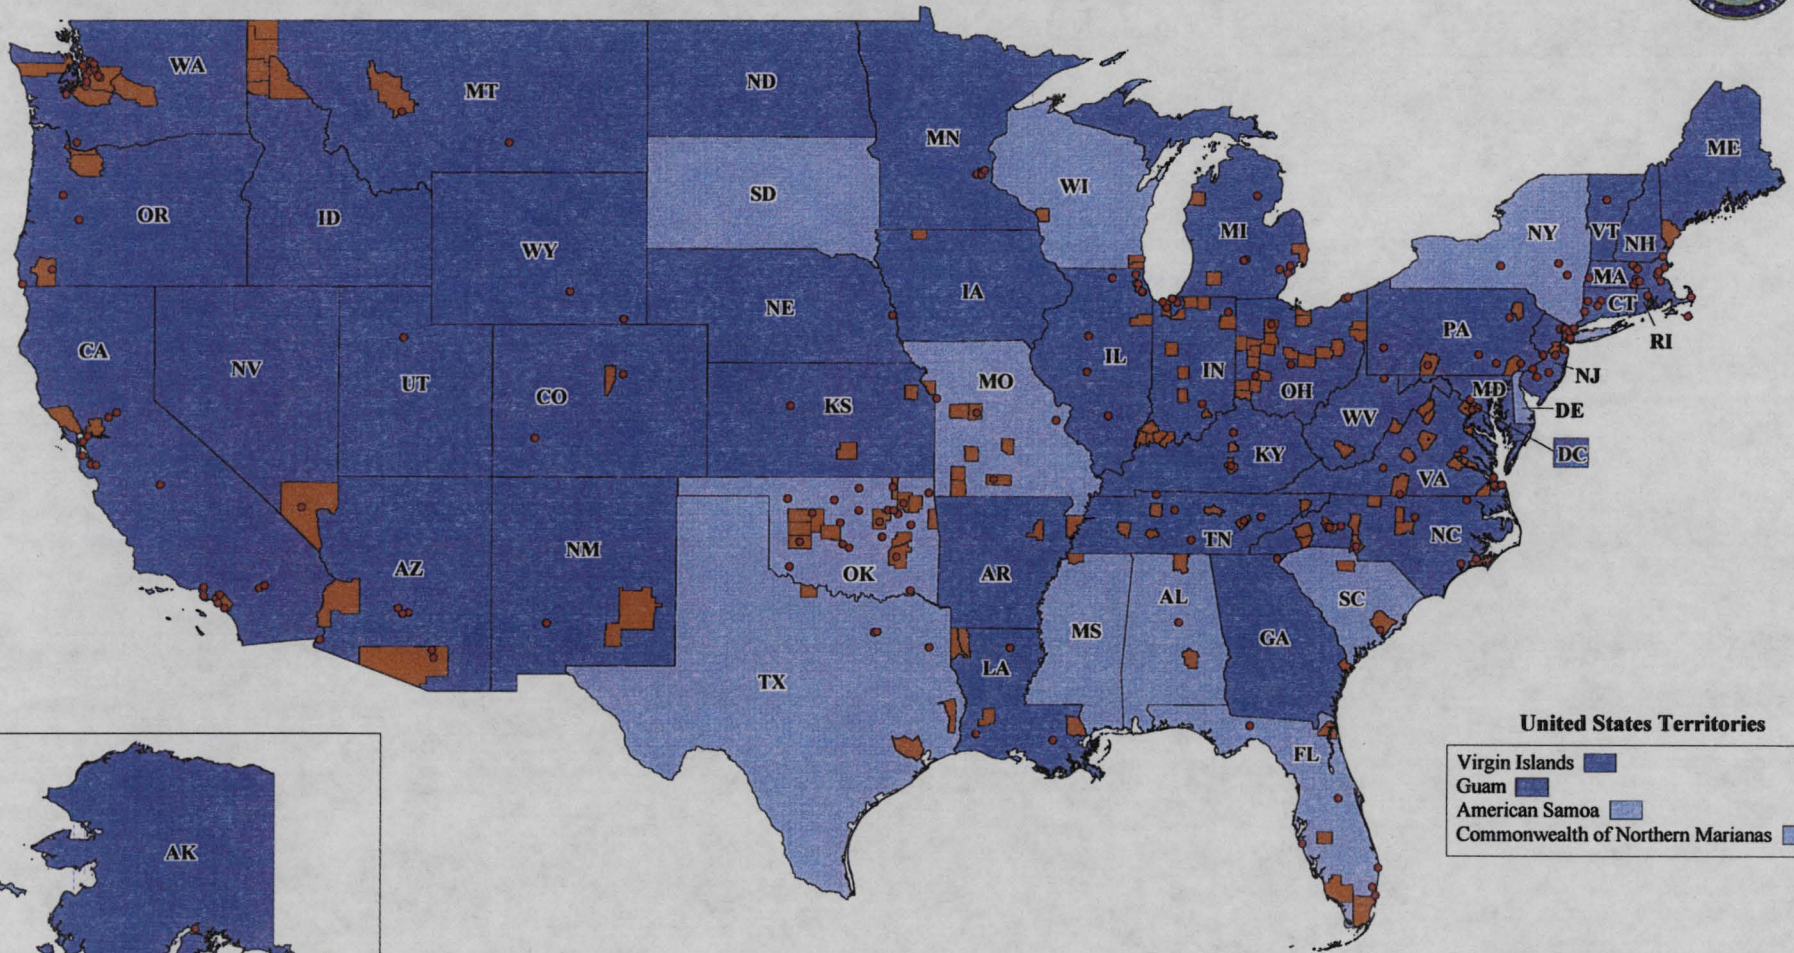 WA
MT
ND
MN
ME
SD
WI
OR
ID
MI
NY
VT
NH
WY
MA
IA
CT
NE
PA
CA
RI
NV
UT
CO
IL
IN
MO
OH
NJ
KS
MD
DE
WV
KY
DC
VA
AZ
NM
OK
AR
TN
NC
AL
SC
MS
GA
LA
TX
FL
AK
United States Territories
Virgin Islands
Guam
American Samoa
Commonwealth of Northern Marianas